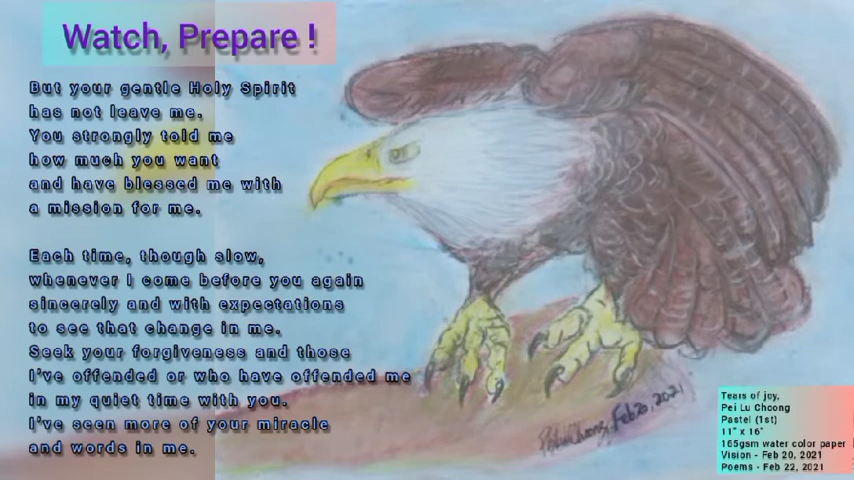 Watch, Prepare !
But your gentle Holy Spirit
has not leave me.
You strongly told me
how much you want
and have blessed me with
a mission for me.
Each time, though slow,
whenever I come before you again
sincerely and with expectations
to see that change in me.
Seek your forgiveness and those
I've offended or who have offended me
in my quiet time with you.
I've seen more of your miracle
and words in me.
Feb 20, 2021
Tears of joy,
Pei Lu Choong
Pastel (1st)
11" x 16"
165gsm water color paper
Vision - Feb 20, 2021
Poems - Feb 22, 2021